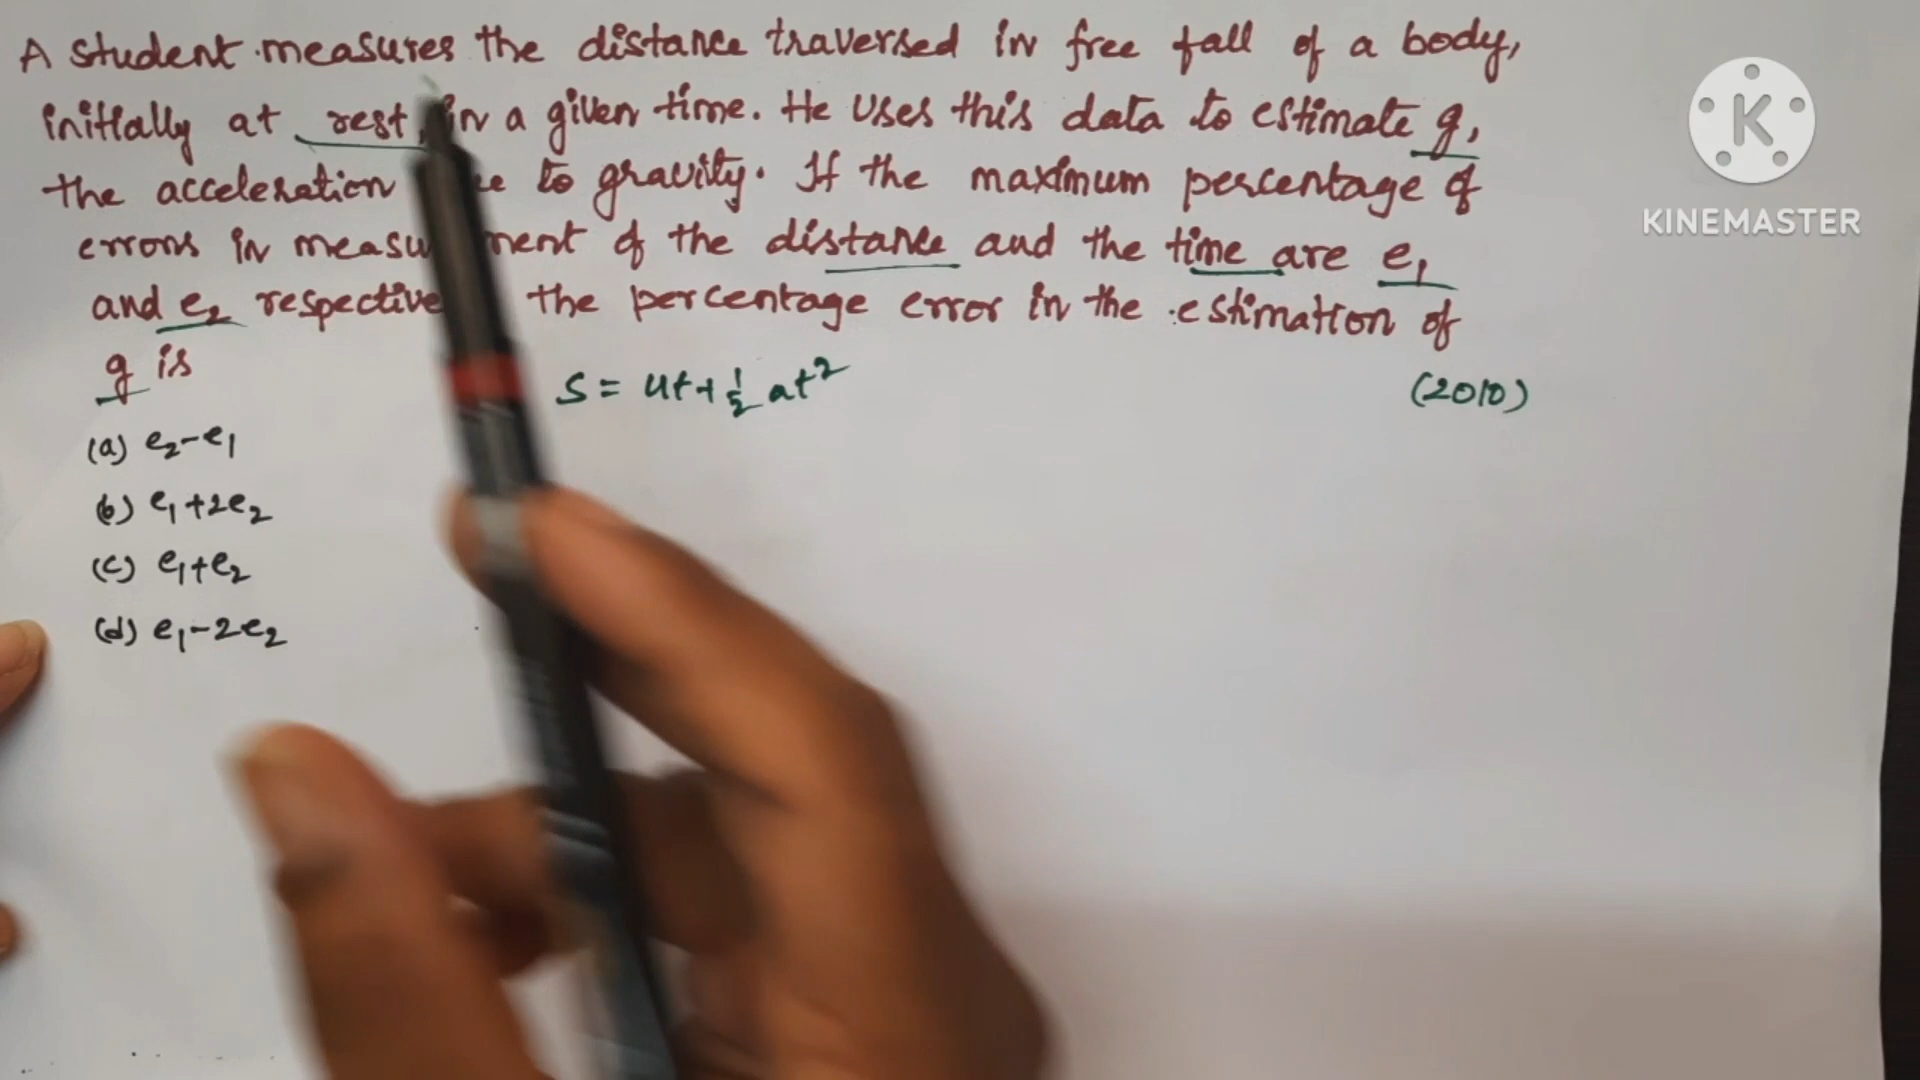 A student measures the distance traversed in free fall of a body,
initially at rest, in a given time. He uses this data to estimate g,
the acceleration to gravity. If the maximum percentage of
errors in measurement of the distance and the time are e₁
and e₂ respective the percentage error in the estimation of
g is
S = ut + ½ at²
(2010)
(a) e₂-e₁
(b) e₁+2e₂
(c) e₁+e₂
(d) e₁-2e₂
K
KINEMASTER